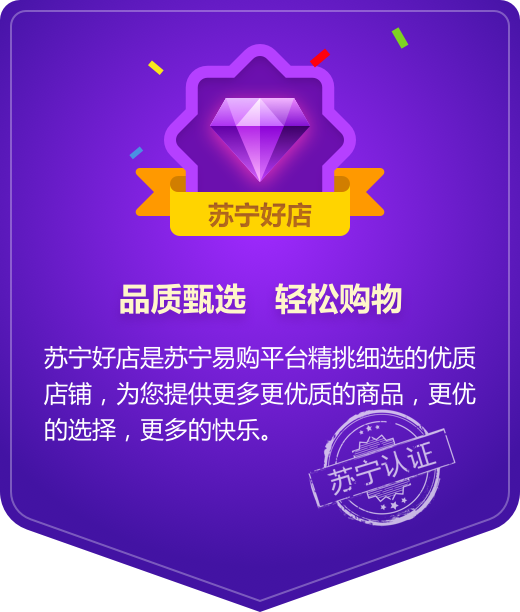 苏宁好店
品质甄选 轻松购物
苏宁好店是苏宁易购平台精挑细选的优质
店铺，为您提供更多更优质的商品，更优
的选择，更多的快乐。
苏宁认证